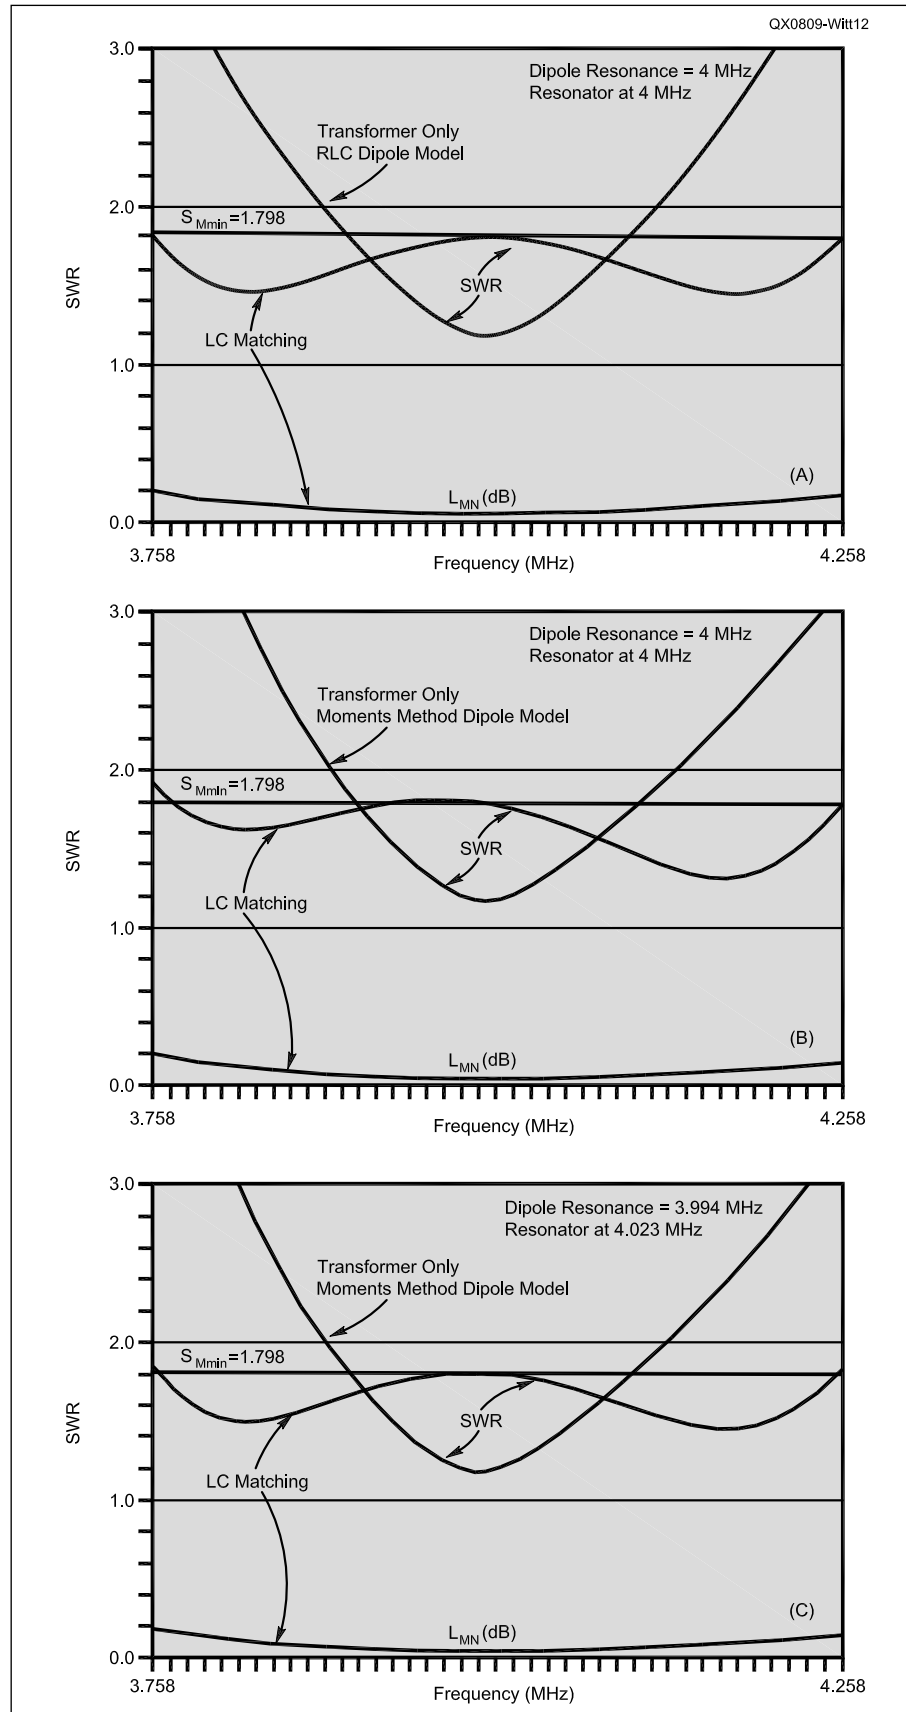 QX0809-Witt12
3.0
2.0
1.0
0.0
SWR
Dipole Resonance = 4 MHz
Resonator at 4 MHz
Transformer Only
RLC Dipole Model
S Mmin=1.798
SWR
LC Matching
(A)
LMN (dB)
3.758
Frequency (MHz)
4.258
3.0
2.0
1.0
0.0
SWR
Dipole Resonance = 4 MHz
Resonator at 4 MHz
Transformer Only
Moments Method Dipole Model
S Mmin=1.798
SWR
LC Matching
(B)
LMN (dB)
3.758
Frequency (MHz)
4.258
3.0
2.0
1.0
0.0
SWR
Dipole Resonance = 3.994 MHz
Resonator at 4.023 MHz
Transformer Only
Moments Method Dipole Model
S Mmin=1.798
SWR
LC Matching
(C)
LMN (dB)
3.758
Frequency (MHz)
4.258